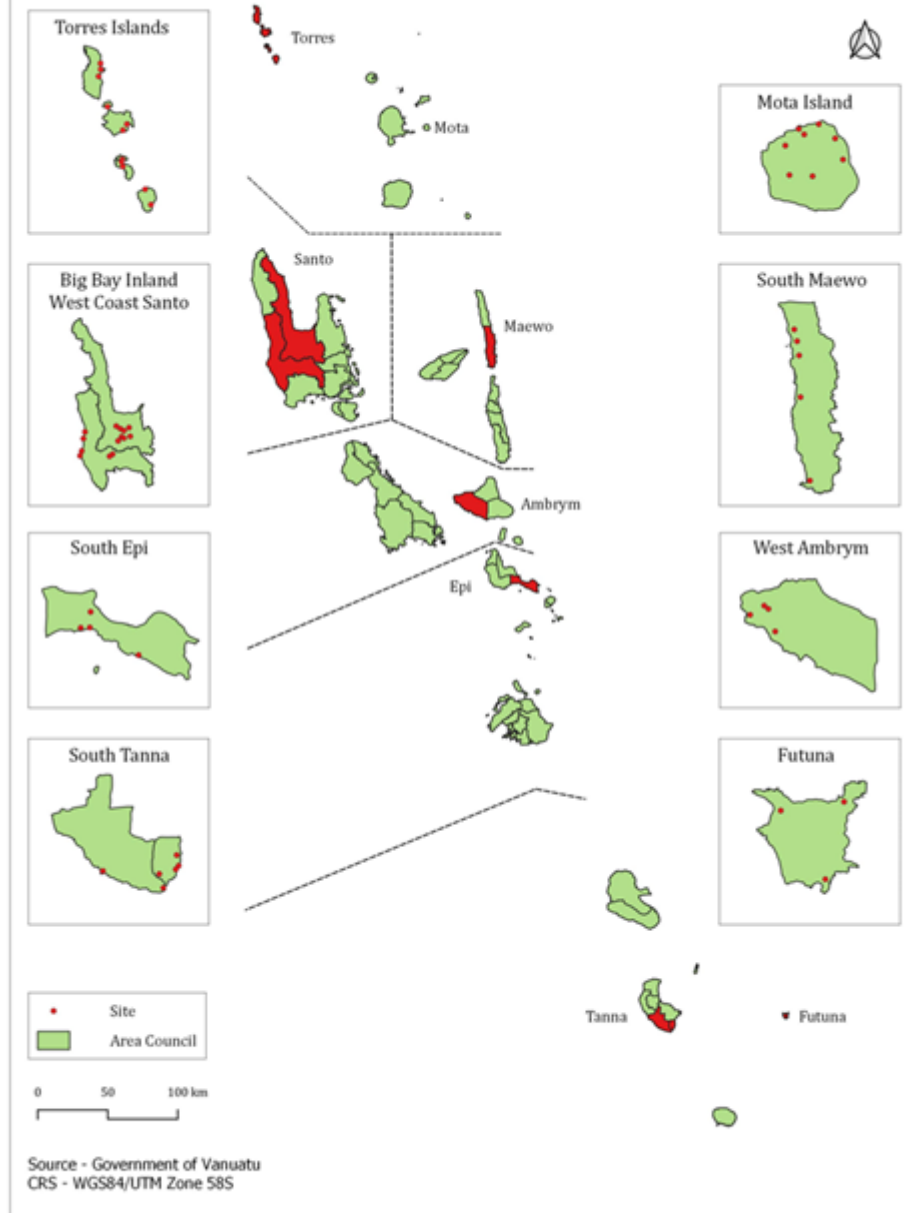 Torres Islands
Torres
Mota
Mota Island
Big Bay Inland
West Coast Santo
Santo
Maewo
South Maewo
Ambrym
South Epi
Epi
West Ambrym
South Tanna
Futuna
Tanna
Futuna
Site
Area Council
0 50 100 km
Source - Government of Vanuatu
CRS - WGS84/UTM Zone 58S